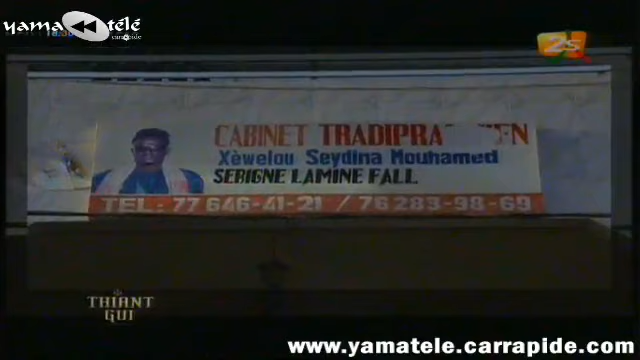 yama télé
carrapide
2S
CABINET TRADIPRA
Xèwelou Seydina Mouhamed
SERIGNE LAMINE FALL
TEL: 77 646-41-21 / 76 283-98-69
THIANT
GUI
www.yamatele.carrapide.com